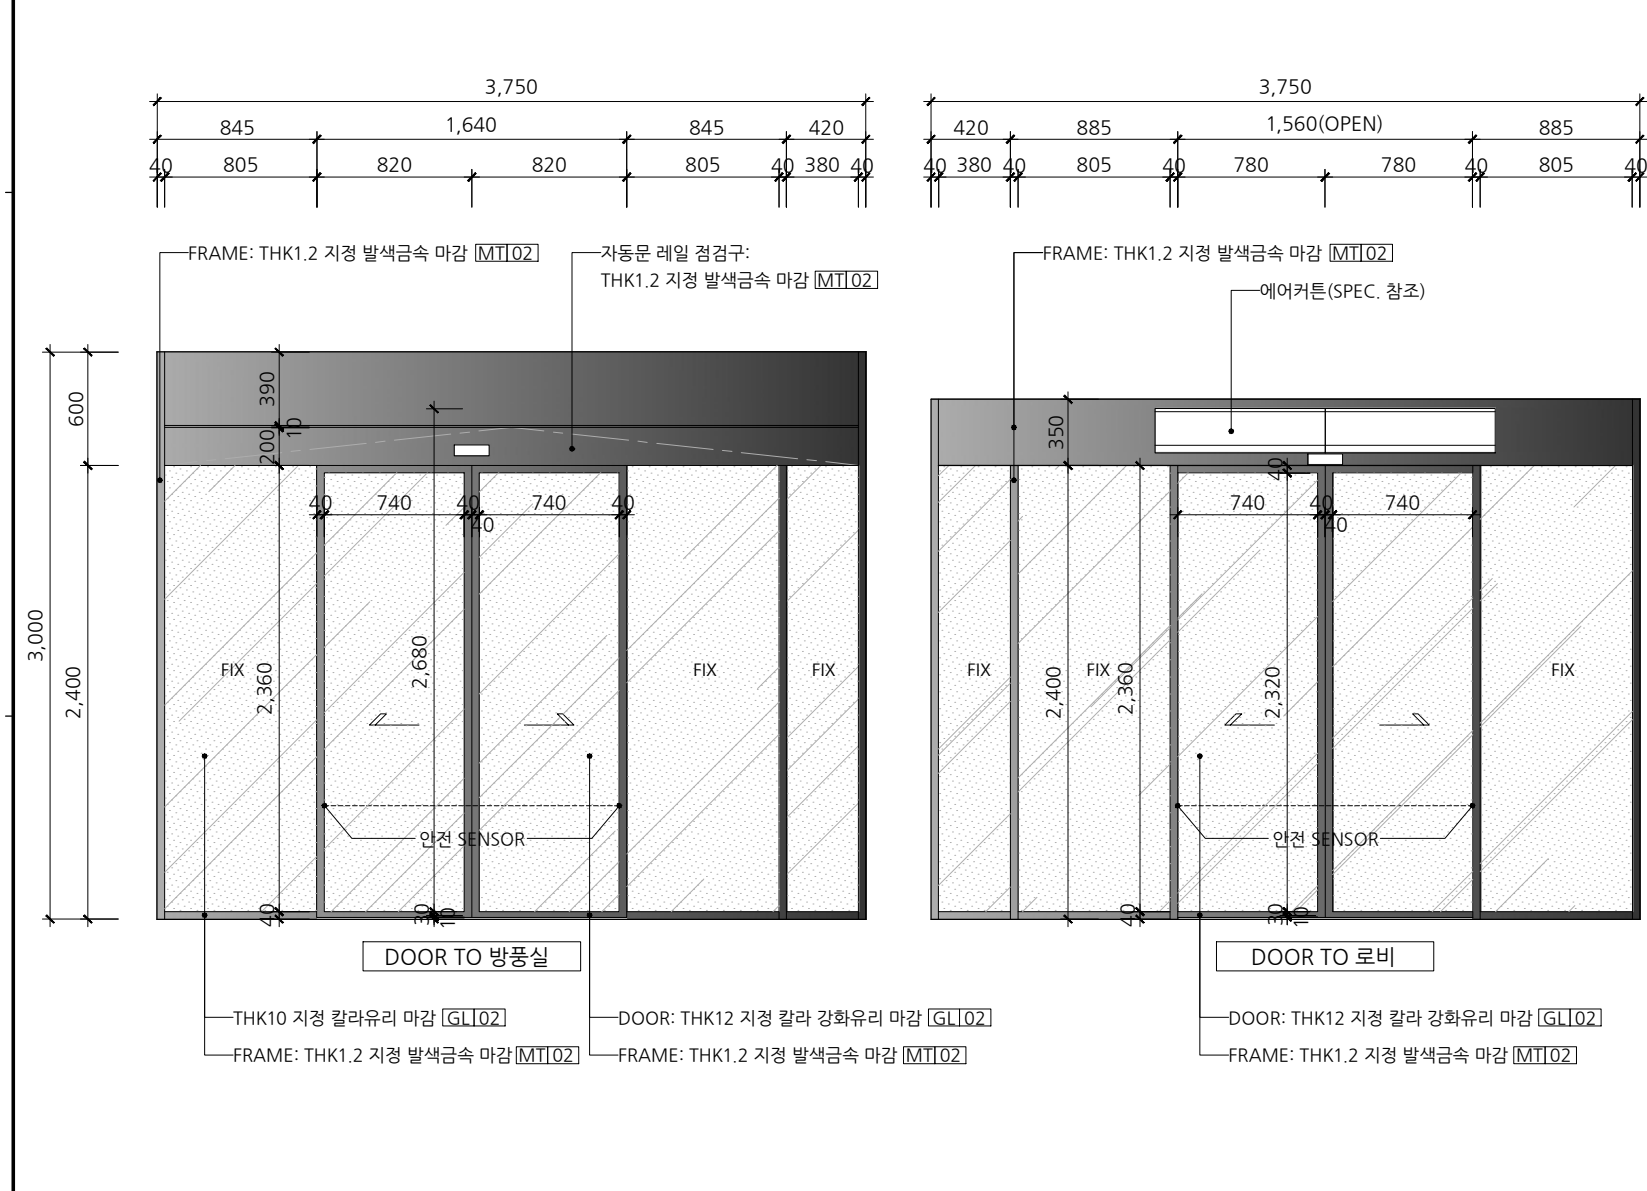 3,750
845 1,640 845 420
40 805 820 820 805 40 380 40
3,750
420 885 1,560(OPEN) 885
40 380 40 805 40 780 780 40 805 40
FRAME: THK1.2 지정 발색금속 마감 MT 02
자동문 레일 점검구:
THK1.2 지정 발색금속 마감 MT 02
FRAME: THK1.2 지정 발색금속 마감 MT 02
에어커튼(SPEC. 참조)
3,000
600
2,400
390
10
200
40 740 40 740 40
40
2,680
2,360
FIX
FIX
FIX
안전 SENSOR
40
30
10
350
40
740 40 740
40
FIX
FIX
FIX
2,400
2,360
2,320
안전 SENSOR
40
30
10
DOOR TO 방풍실
DOOR TO 로비
THK10 지정 칼라유리 마감 GL 02
FRAME: THK1.2 지정 발색금속 마감 MT 02
DOOR: THK12 지정 칼라 강화유리 마감 GL 02
FRAME: THK1.2 지정 발색금속 마감 MT 02
DOOR: THK12 지정 칼라 강화유리 마감 GL 02
FRAME: THK1.2 지정 발색금속 마감 MT 02